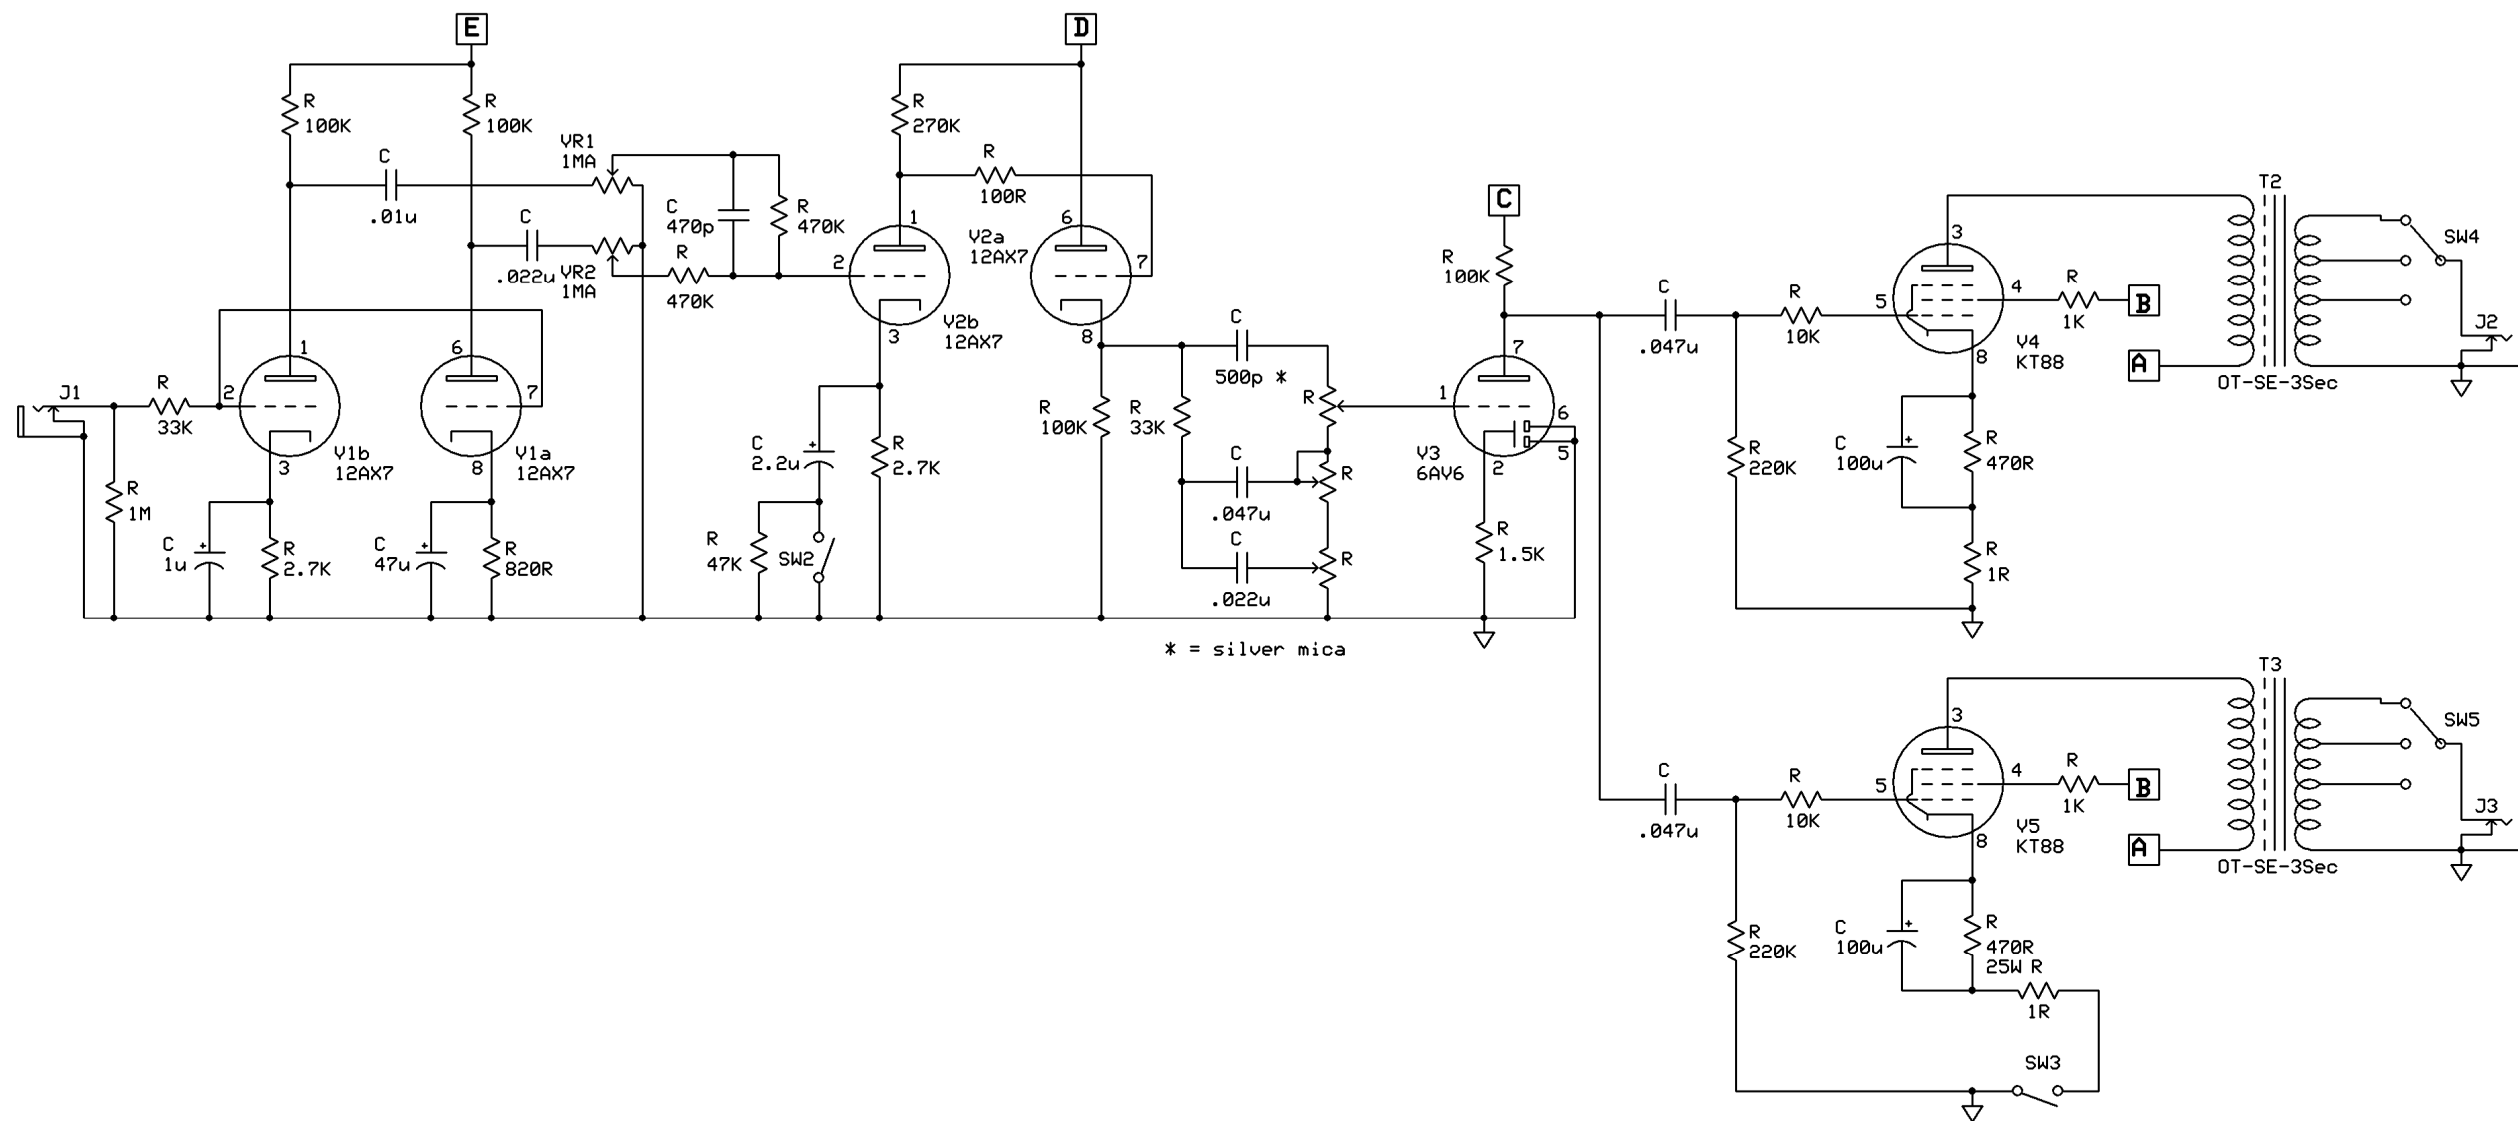 E
D
R
100K
R
100K
C
.01u
VR1
1MA
C
.022u
VR2
1MA
C
470p
R
470K
R
470K
R
270K
R
100R
1
2
3
V2b
12AX7
6
7
8
V2a
12AX7
J1
R
33K
R
1M
1
2
3
V1b
12AX7
6
7
8
V1a
12AX7
C
1u
R
2.7K
C
47u
R
820R
C
2.2u
R
2.7K
R
47K
SW2
R
100K
R
33K
C
500p *
R
C
.047u
R
C
.022u
R
* = silver mica
C
R
100K
7
1
6
5
2
V3
6AV6
R
1.5K
C
.047u
R
10K
R
220K
3
5
4
8
V4
KT88
R
1K
B
A
C
100u
R
470R
R
1R
T2
OT-SE-3Sec
SW4
J2
C
.047u
R
10K
R
220K
3
5
4
8
V5
KT88
R
1K
B
A
C
100u
R
470R
25W R
1R
SW3
T3
OT-SE-3Sec
SW5
J3